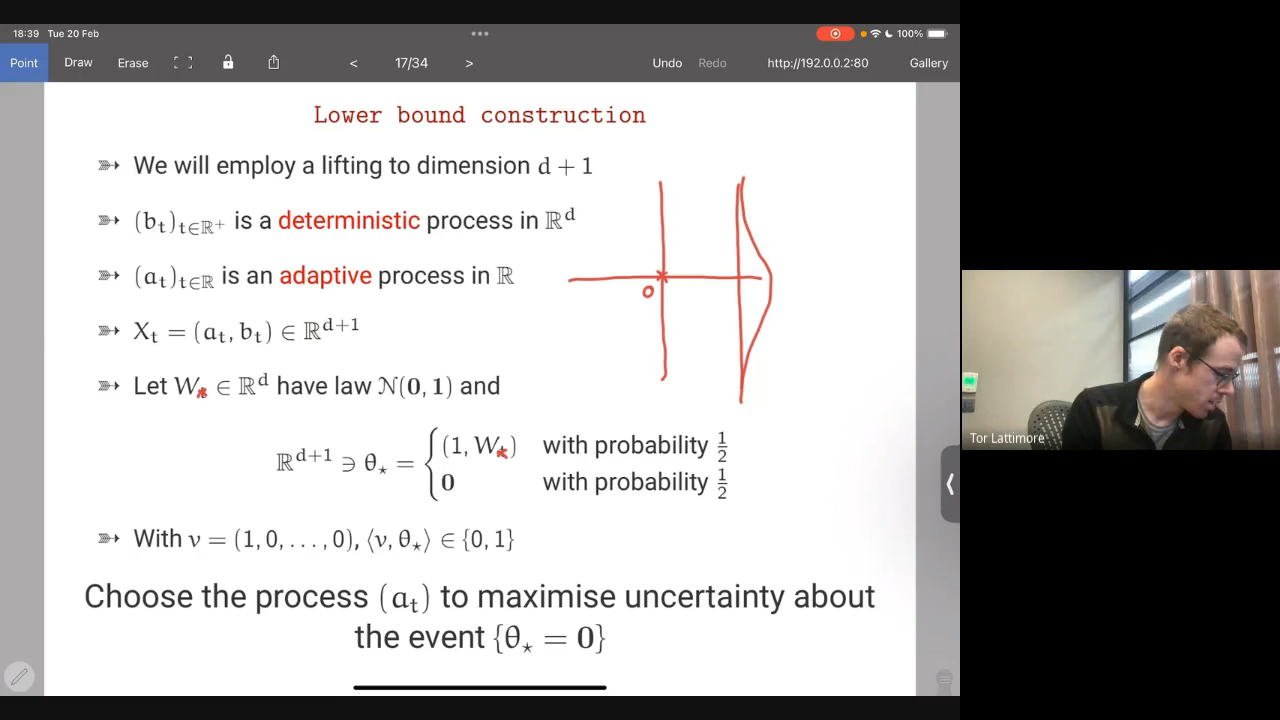 18:39 Tue 20 Feb
100%
Point Draw Erase < 17/34 > Undo Redo http://192.0.0.2:80 Gallery
Lower bound construction
We will employ a lifting to dimension d + 1
(b_t)_{t∈ℝ⁺} is a deterministic process in ℝ^d
(a_t)_{t∈ℝ} is an adaptive process in ℝ
X_t = (a_t, b_t) ∈ ℝ^{d+1}
Let W_⋆ ∈ ℝ^d have law N(0, 1) and
ℝ^{d+1} ∋ θ_⋆ = { (1, W_⋆) with probability 1/2
0 with probability 1/2
With v = (1, 0, . . . , 0), ⟨v, θ_⋆⟩ ∈ {0, 1}
Choose the process (a_t) to maximise uncertainty about
the event {θ_⋆ = 0}
0
Tor Lattimore